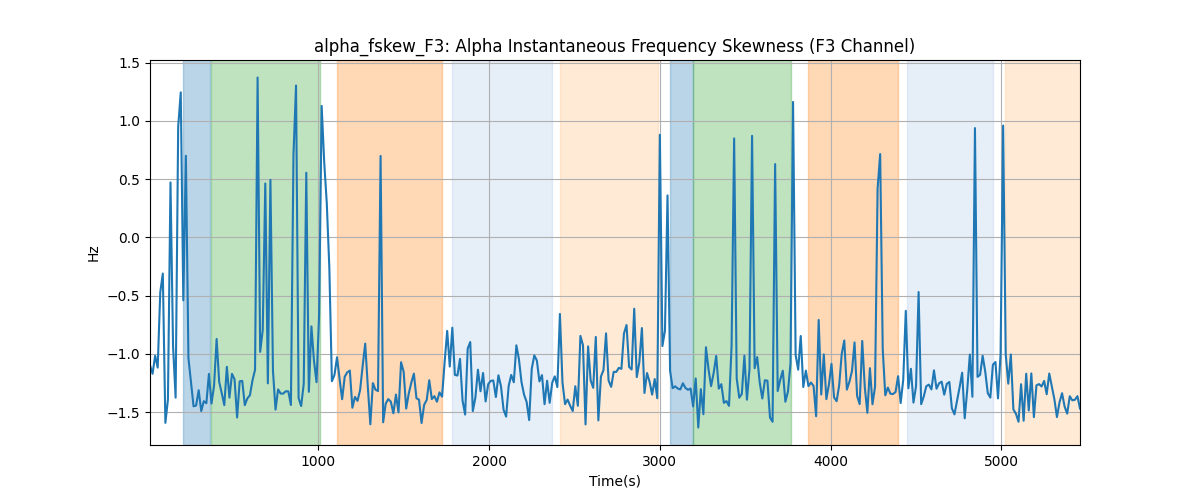 alpha_fskew_F3: Alpha Instantaneous Frequency Skewness (F3 Channel)
1.5
1.0
0.5
0.0
−0.5
−1.0
−1.5
Hz
1000 2000 3000 4000 5000
Time(s)